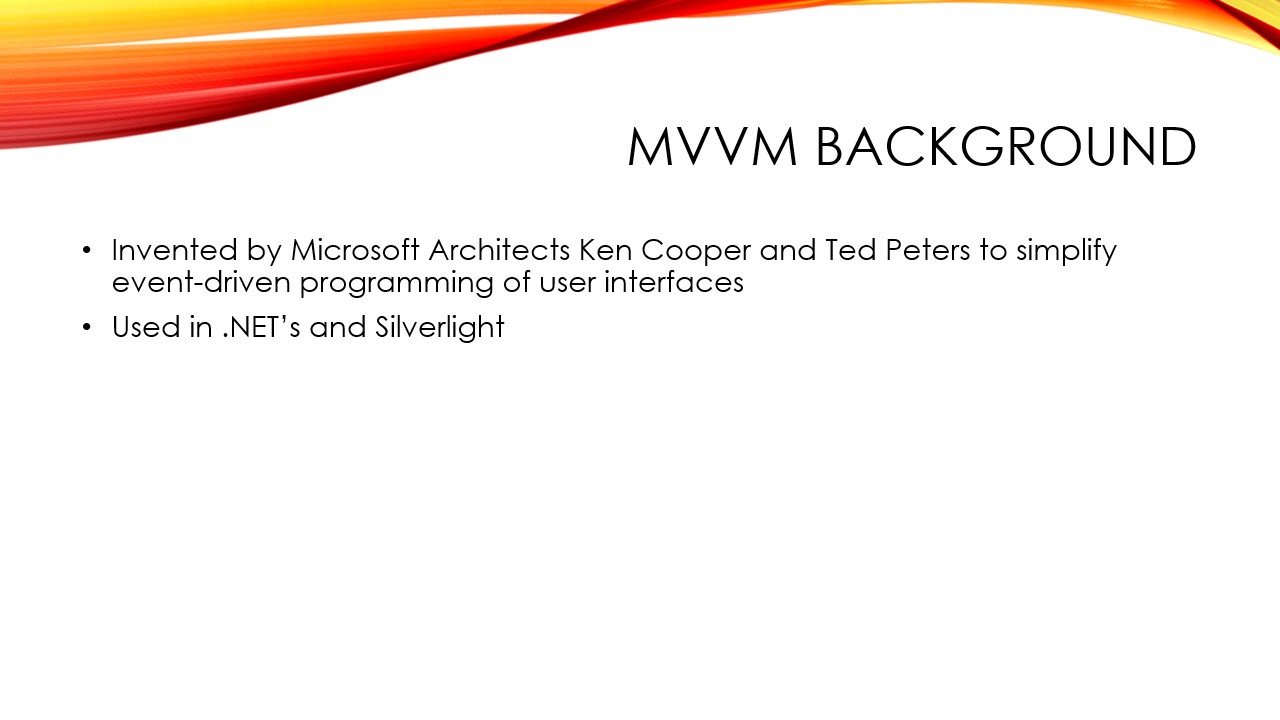 MVVM BACKGROUND
• Invented by Microsoft Architects Ken Cooper and Ted Peters to simplify
event-driven programming of user interfaces
• Used in .NET’s and Silverlight